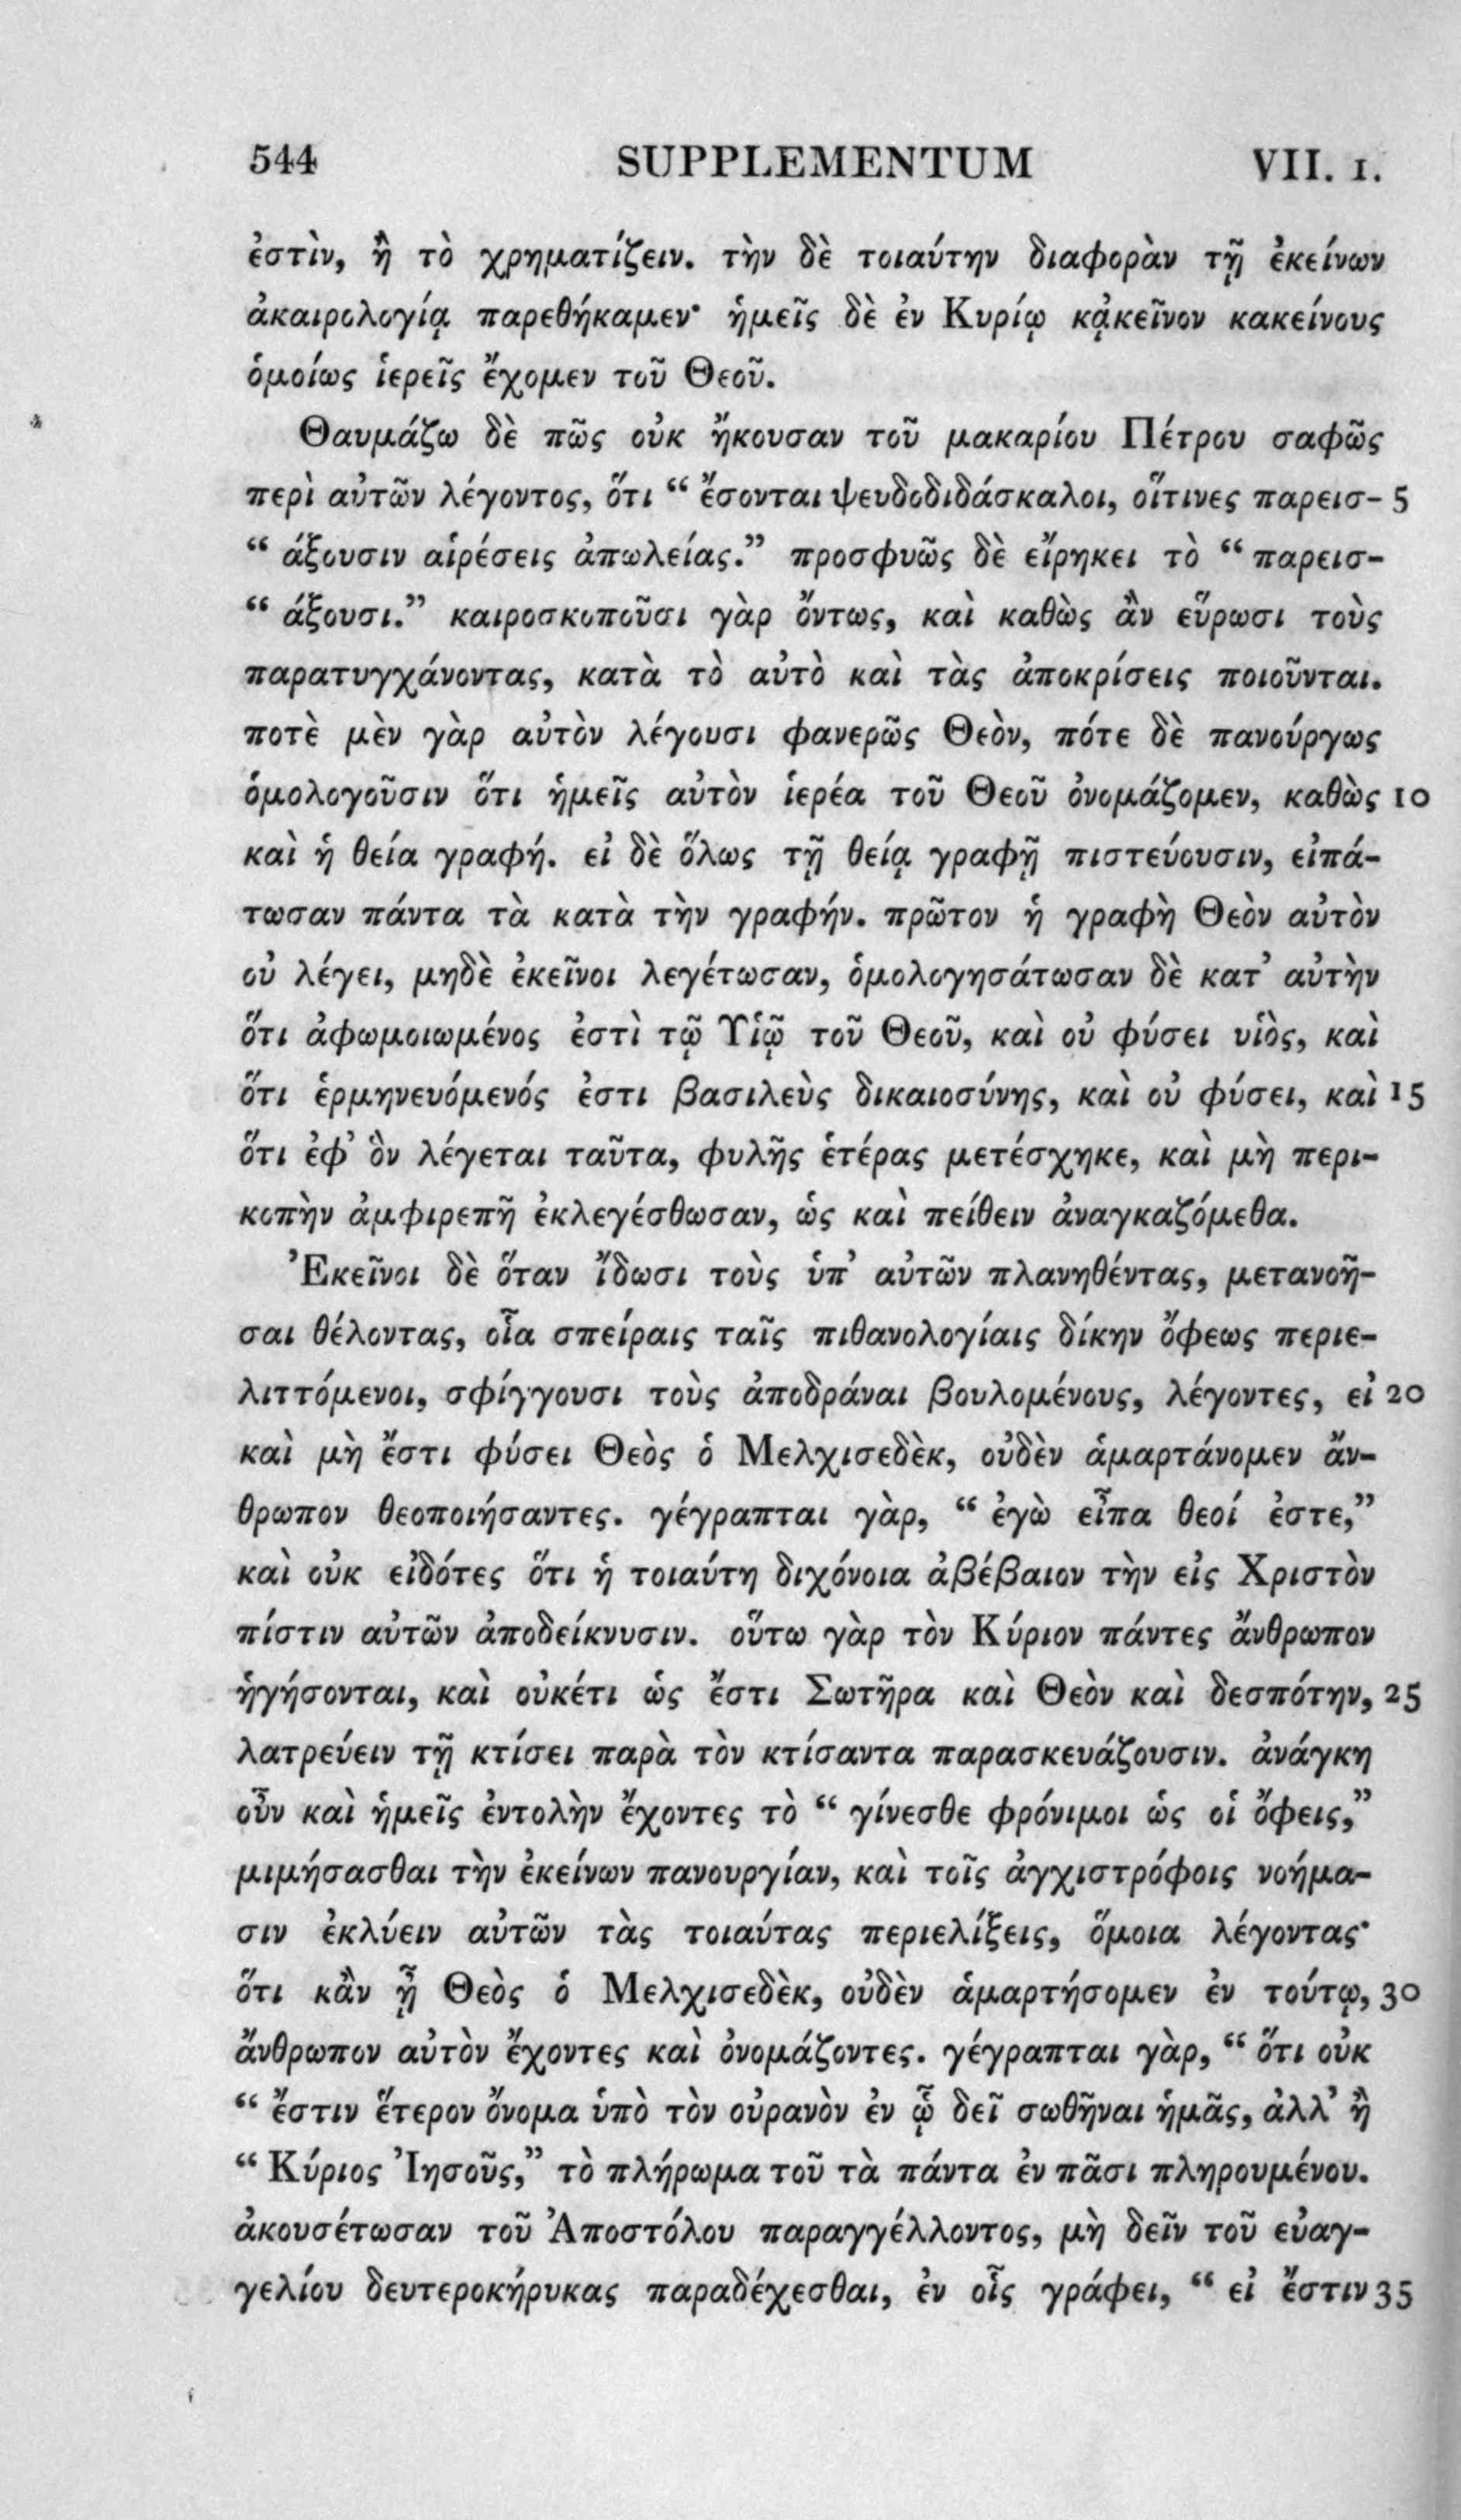 544 SUPPLEMENTUM VII. 1.
ἐστὶν, ἢ τὸ χρηματίζειν. τὴν δὲ τοιαύτην διαφορὰν τῇ ἐκείνων
ἀκαιρολογίᾳ παρεθήκαμεν· ἡμεῖς δὲ ἐν Κυρίῳ κᾀκεῖνον κακείνους
ὁμοίως ἱερεῖς ἔχομεν τοῦ Θεοῦ.
Θαυμάζω δὲ πῶς οὐκ ἤκουσαν τοῦ μακαρίου Πέτρου σαφῶς
περὶ αὐτῶν λέγοντος, ὅτι “ ἔσονται ψευδοδιδάσκαλοι, οἵτινες παρεισ- 5
“ άξουσιν αἱρέσεις ἀπωλείας.” προσφυῶς δὲ εἴρηκει τὸ “ παρεισ-
“ άξουσι.” καιροσκοποῦσι γὰρ ὄντως, καὶ καθὼς ἂν εὕρωσι τοὺς
παρατυγχάνοντας, κατὰ τὸ αὐτὸ καὶ τὰς ἀποκρίσεις ποιοῦνται.
ποτὲ μὲν γὰρ αὐτὸν λέγουσι φανερῶς Θεὸν, πότε δὲ πανούργως
ὁμολογοῦσιν ὅτι ἡμεῖς αὐτὸν ἱερέα τοῦ Θεοῦ ὀνομάζομεν, καθὼς 10
καὶ ἡ θεία γραφή. εἰ δὲ ὅλως τῇ θείᾳ γραφῇ πιστεύουσιν, εἰπά-
τωσαν πάντα τὰ κατὰ τὴν γραφήν. πρῶτον ἡ γραφὴ Θεὸν αὐτὸν
οὐ λέγει, μηδὲ ἐκεῖνοι λεγέτωσαν, ὁμολογησάτωσαν δὲ κατ’ αὐτὴν
ὅτι ἀφωμοιωμένος ἐστὶ τῷ Υἱῷ τοῦ Θεοῦ, καὶ οὐ φύσει υἱὸς, καὶ
ὅτι ἑρμηνευόμενός ἐστι βασιλεὺς δικαιοσύνης, καὶ οὐ φύσει, καὶ 15
ὅτι ἐφ’ ὃν λέγεται ταῦτα, φυλῆς ἑτέρας μετέσχηκε, καὶ μὴ περι-
κοπὴν ἀμφιρεπῆ ἐκλεγέσθωσαν, ὡς καὶ πείθειν ἀναγκαζόμεθα.
Ἐκεῖνοι δὲ ὅταν ἴδωσι τοὺς ὑπ’ αὐτῶν πλανηθέντας, μετανοῆ-
σαι θέλοντας, οἷα σπείραις ταῖς πιθανολογίαις δίκην ὄφεως περιε-
λιττόμενοι, σφίγγουσι τοὺς ἀποδράναι βουλομένους, λέγοντες, εἰ 20
καὶ μὴ ἔστι φύσει Θεὸς ὁ Μελχισεδὲκ, οὐδὲν ἁμαρτάνομεν ἄν-
θρωπον θεοποιήσαντες. γέγραπται γὰρ, “ ἐγὼ εἶπα θεοί ἐστε,”
καὶ οὐκ εἰδότες ὅτι ἡ τοιαύτη διχόνοια ἀβέβαιον τὴν εἰς Χριστὸν
πίστιν αὐτῶν ἀποδείκνυσιν. οὕτω γὰρ τὸν Κύριον πάντες ἄνθρωπον
ἡγήσονται, καὶ οὐκέτι ὡς ἔστι Σωτῆρα καὶ Θεὸν καὶ δεσπότην, 25
λατρεύειν τῇ κτίσει παρὰ τὸν κτίσαντα παρασκευάζουσιν. ἀνάγκη
οὖν καὶ ἡμεῖς ἐντολὴν ἔχοντες τὸ “ γίνεσθε φρόνιμοι ὡς οἱ ὄφεις,”
μιμήσασθαι τὴν ἐκείνων πανουργίαν, καὶ τοῖς ἀγχιστρόφοις νοήμα-
σιν ἐκλύειν αὐτῶν τὰς τοιαύτας περιελίξεις, ὅμοια λέγοντας·
ὅτι κἂν ᾖ Θεὸς ὁ Μελχισεδὲκ, οὐδὲν ἁμαρτήσομεν ἐν τούτῳ, 30
ἄνθρωπον αὐτὸν ἔχοντες καὶ ὀνομάζοντες. γέγραπται γὰρ, “ ὅτι οὐκ
“ ἔστιν ἕτερον ὄνομα ὑπὸ τὸν οὐρανὸν ἐν ᾧ δεῖ σωθῆναι ἡμᾶς, ἀλλ’ ἢ
“ Κύριος Ἰησοῦς,” τὸ πλήρωμα τοῦ τὰ πάντα ἐν πᾶσι πληρουμένου.
ἀκουσέτωσαν τοῦ Ἀποστόλου παραγγέλλοντος, μὴ δεῖν τοῦ εὐαγ-
γελίου δευτεροκήρυκας παραδέχεσθαι, ἐν οἷς γράφει, “ εἰ ἔστιν 35